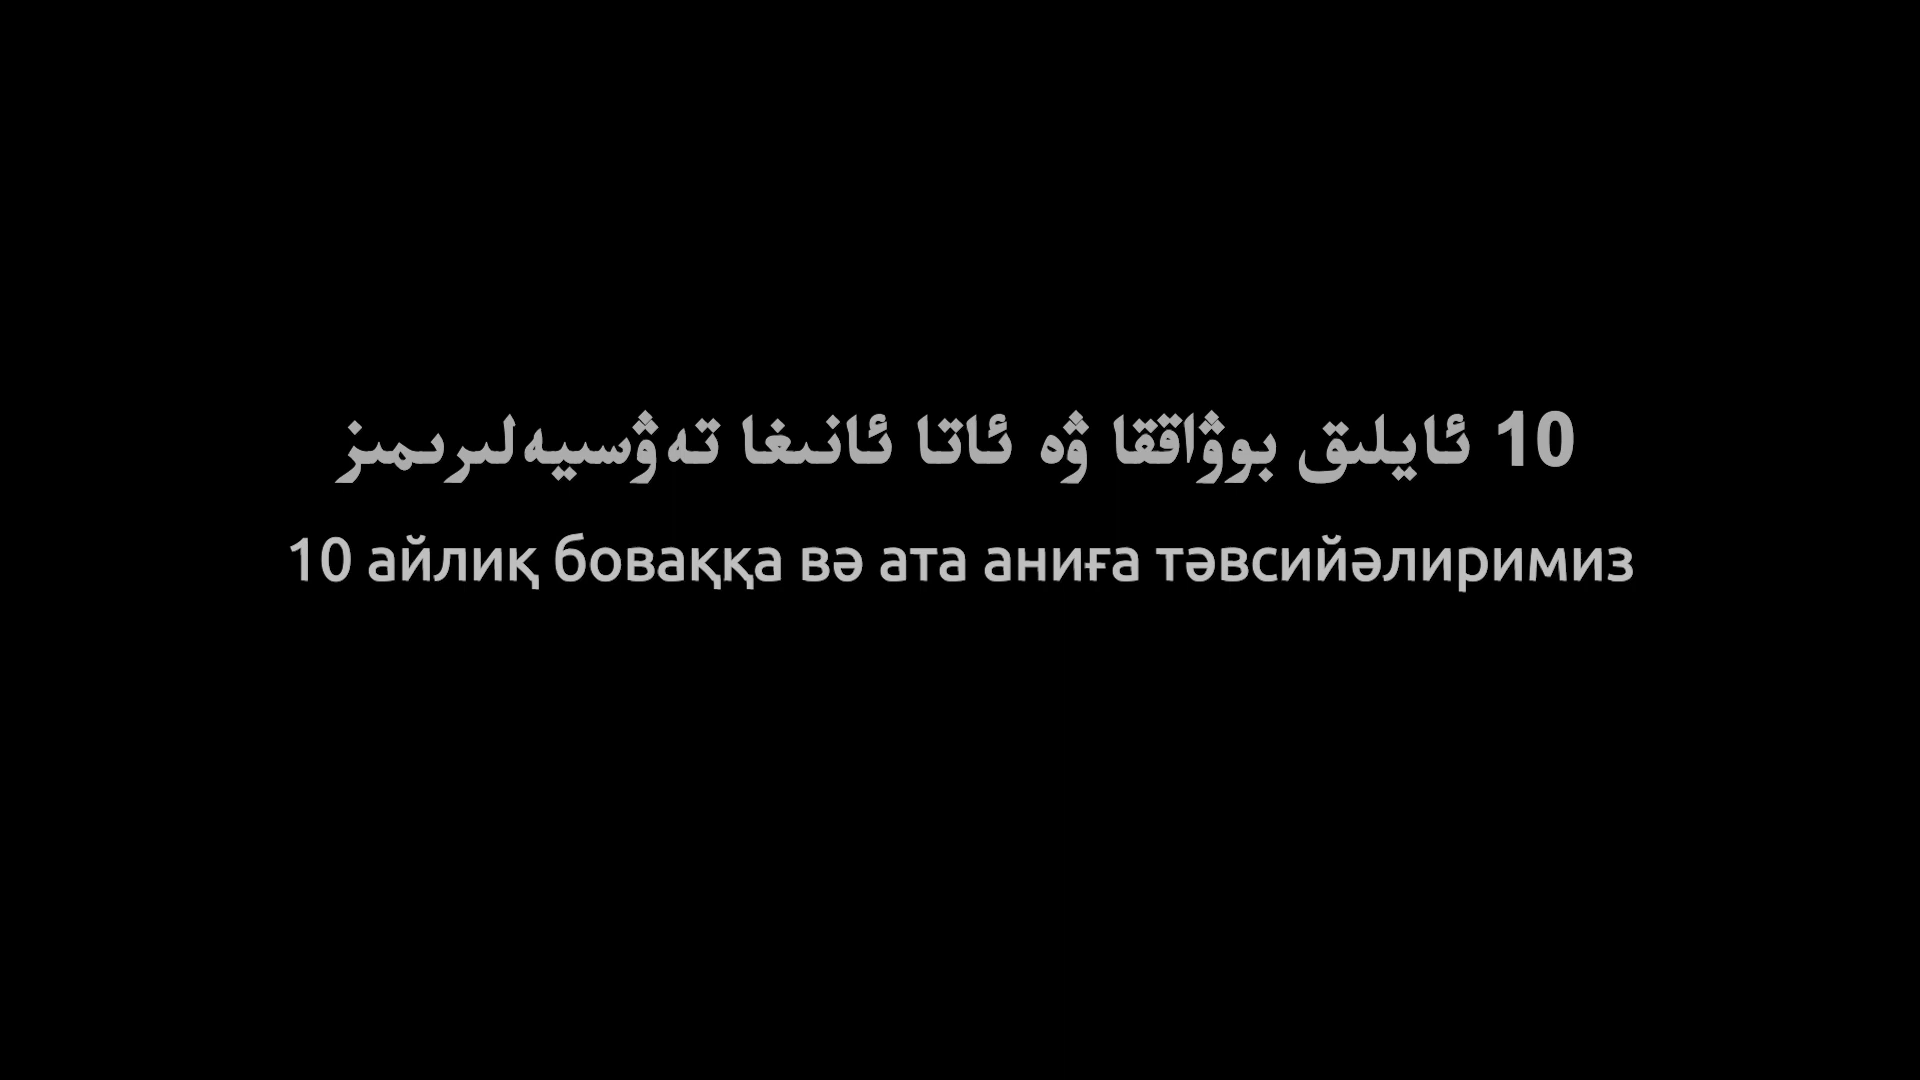 10 ئايلىق بوۋاققا ۋە ئاتا ئانىغا تەۋسىيەلىرىمىز
10 айлиқ боваққа вә ата аниға тәвсийәлиримиз